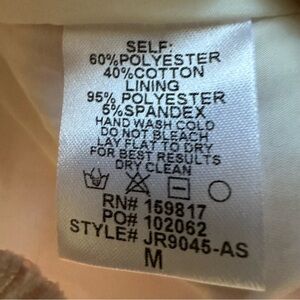 SELF:
60%POLYESTER
40%COTTON
LINING
95% POLYESTER
5%SPANDEX
HAND WASH COLD
DO NOT BLEACH
LAY FLAT TO DRY
FOR BEST RESULTS
DRY CLEAN
RN# 159817
PO# 102062
STYLE# JR9045-AS
M